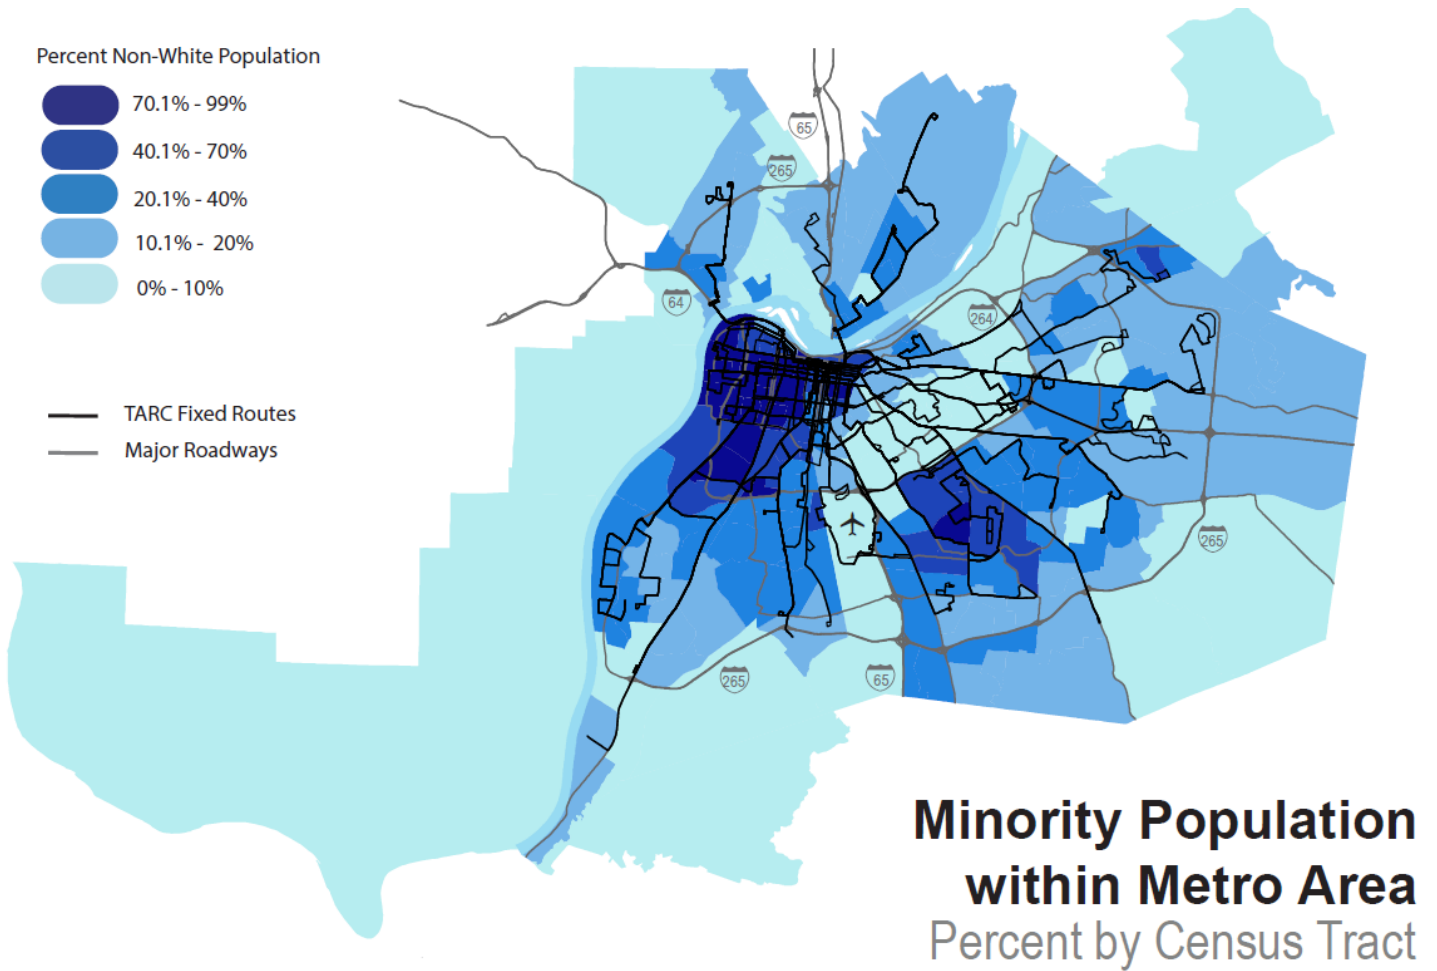 Percent Non-White Population
70.1% - 99%
40.1% - 70%
20.1% - 40%
10.1% - 20%
0% - 10%
65
265
64
264
TARC Fixed Routes
Major Roadways
265
265
65
Minority Population
within Metro Area
Percent by Census Tract